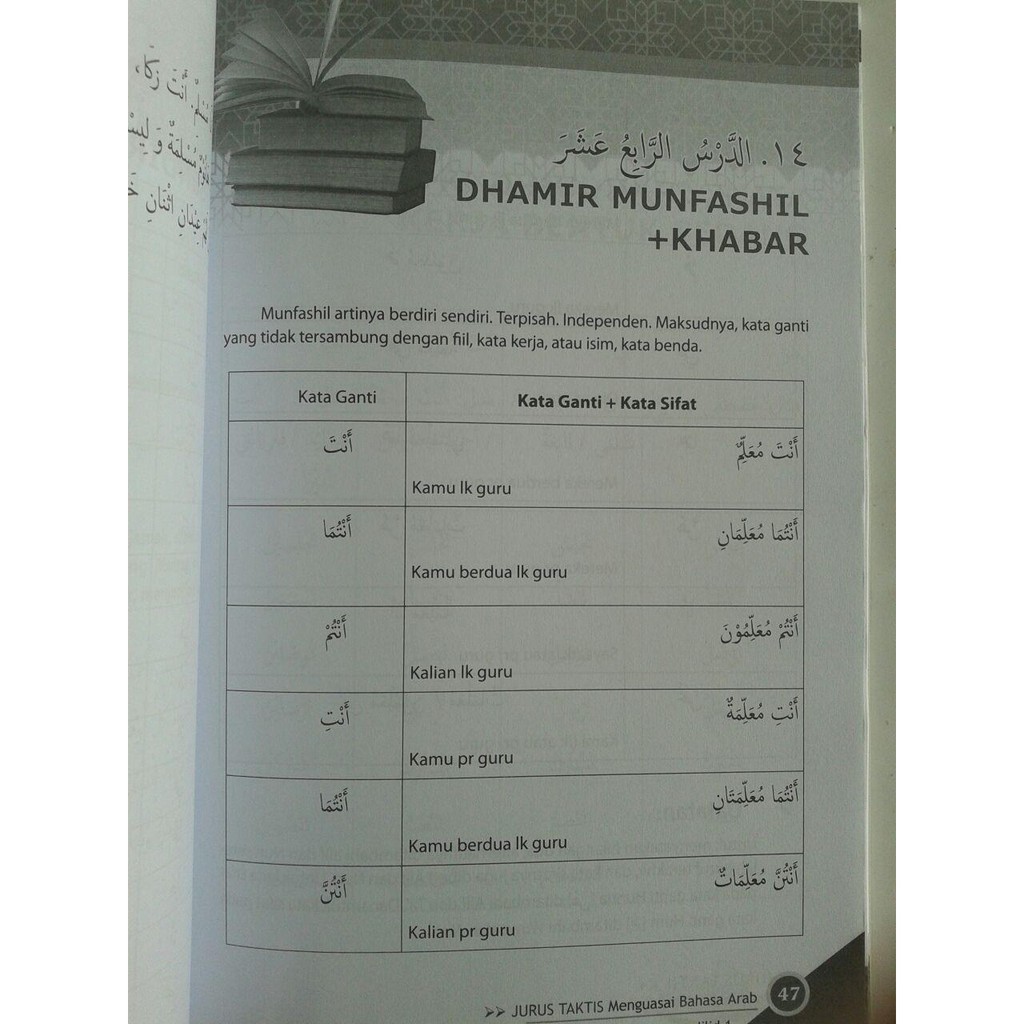 ١٤. الدَّرْسُ الرَّابِعُ عَشَرَ
DHAMIR MUNFASHIL
+KHABAR
Munfashil artinya berdiri sendiri. Terpisah. Independen. Maksudnya, kata ganti
yang tidak tersambung dengan fiil, kata kerja, atau isim, kata benda.
Kata Ganti Kata Ganti + Kata Sifat
أَنْتَ أَنْتَ مُعَلِّمٌ
Kamu lk guru
أَنْتُمَا أَنْتُمَا مُعَلِّمَانِ
Kamu berdua lk guru
أَنْتُمْ أَنْتُمْ مُعَلِّمُوْنَ
Kalian lk guru
أَنْتِ أَنْتِ مُعَلِّمَةٌ
Kamu pr guru
أَنْتُمَا أَنْتُمَا مُعَلِّمَتَانِ
Kamu berdua lk guru
أَنْتُنَّ أَنْتُنَّ مُعَلِّمَاتٌ
Kalian pr guru
>> JURUS TAKTIS Menguasai Bahasa Arab 47
jilid 1